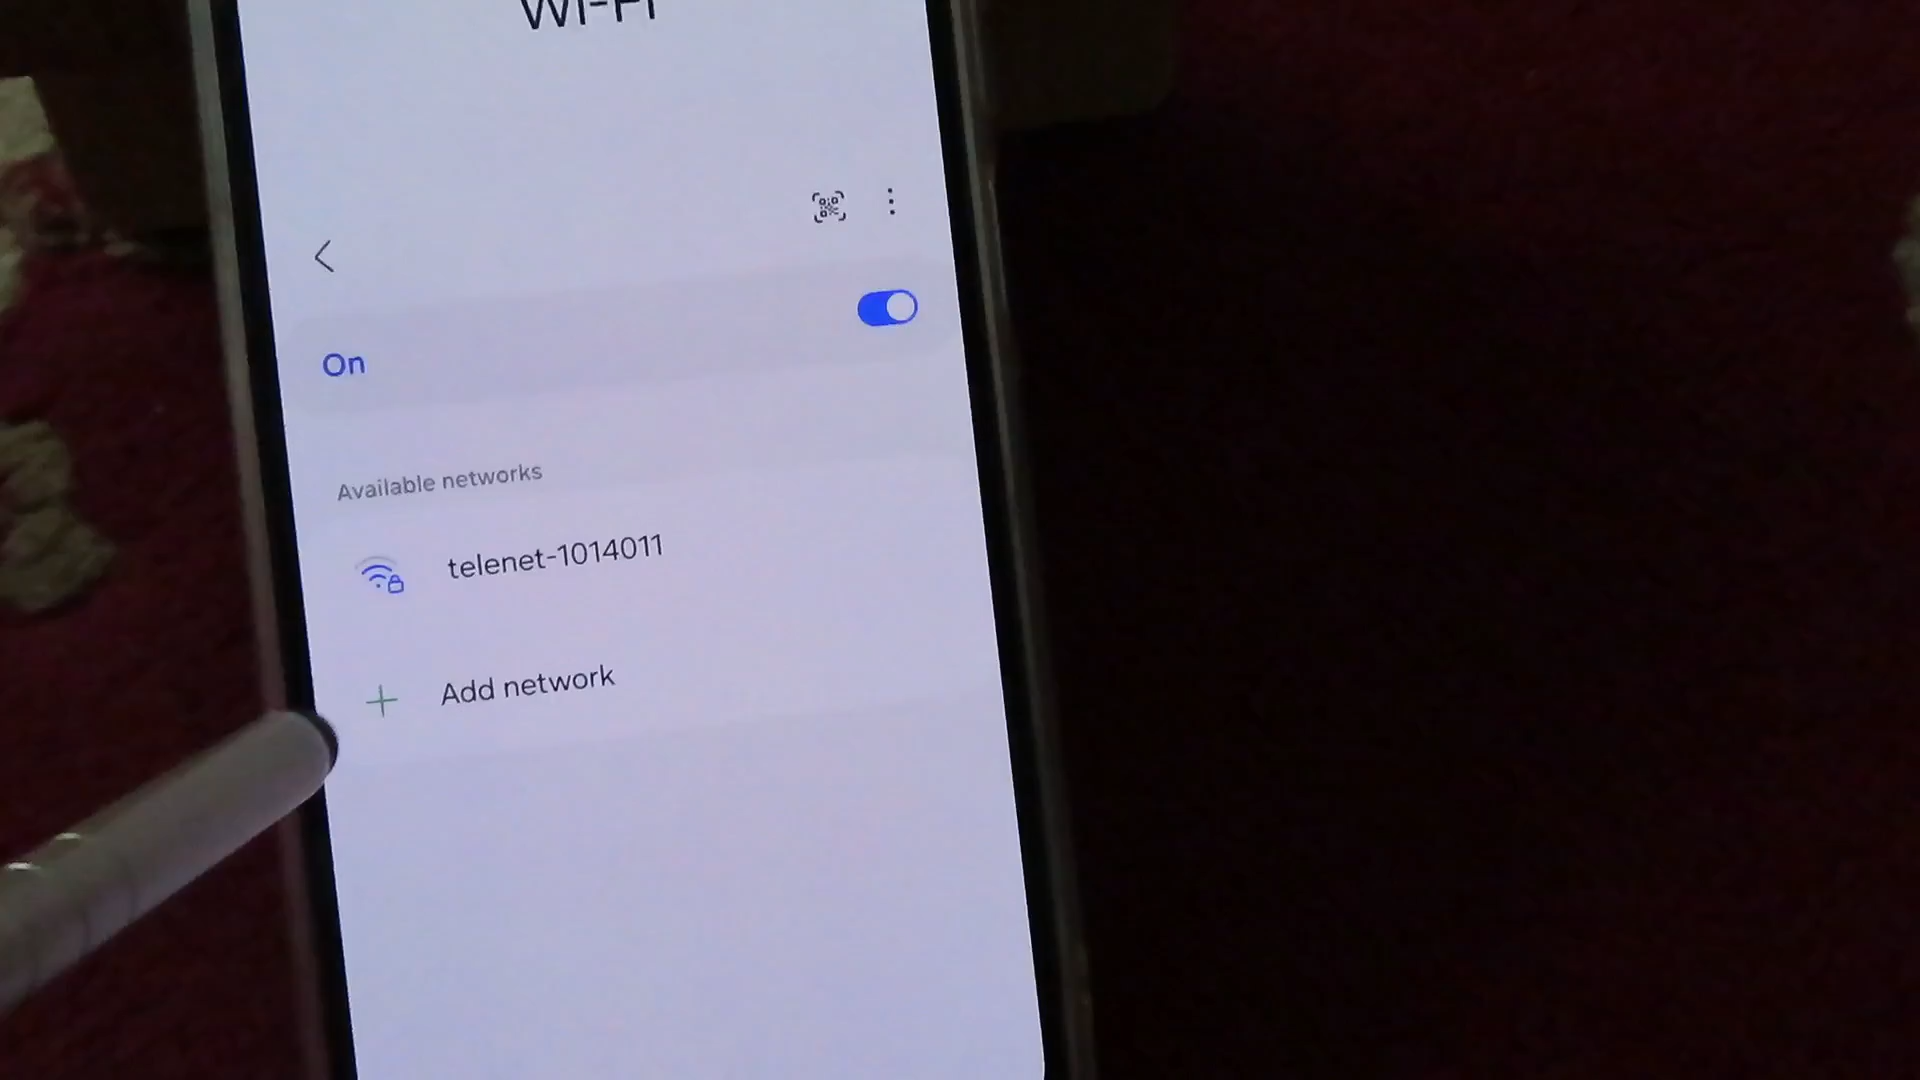 Wi-Fi
On
Available networks
telenet-1014011
Add network